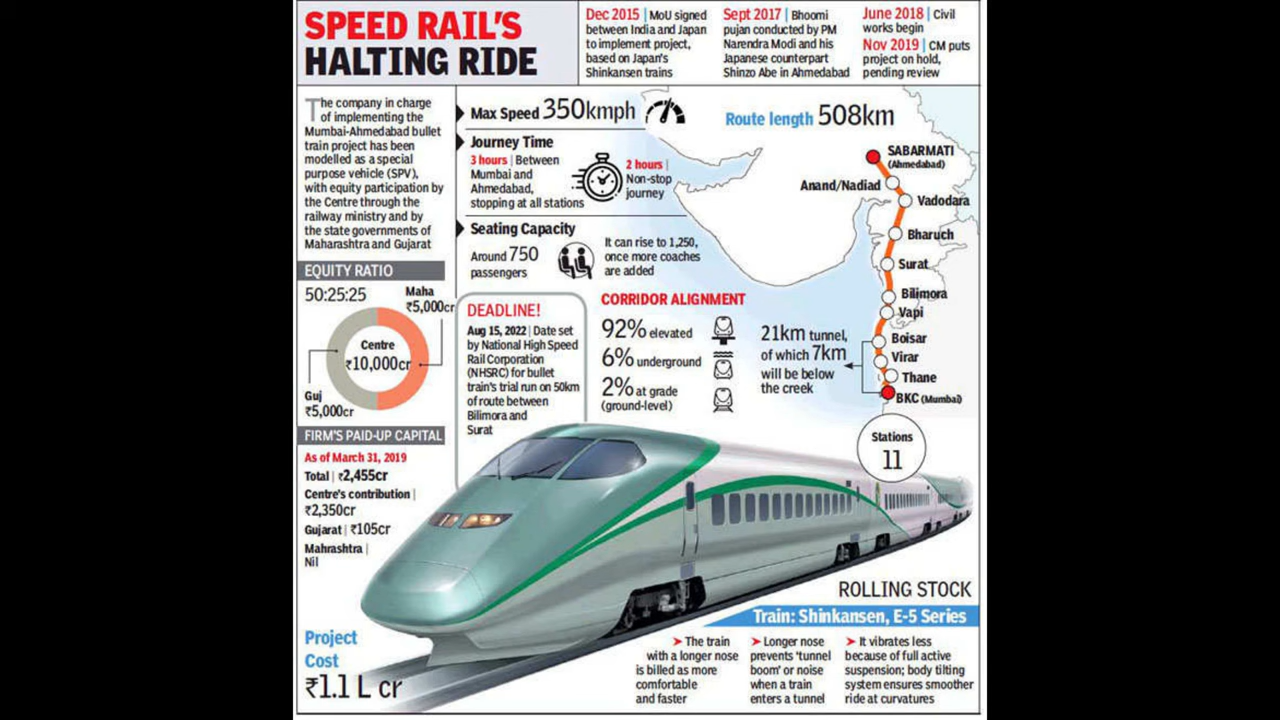 SPEED RAIL'S
HALTING RIDE
Dec 2015 | MoU signed
between India and Japan
to implement project,
based on Japan's
Shinkansen trains
Sept 2017 | Bhoomi
pujan conducted by PM
Narendra Modi and his
Japanese counterpart
Shinzo Abe in Ahmedabad
June 2018 | Civil
works begin
Nov 2019 | CM puts
project on hold,
pending review
The company in charge
of implementing the
Mumbai-Ahmedabad bullet
train project has been
modelled as a special
purpose vehicle (SPV),
with equity participation by
the Centre through the
railway ministry and by
the state governments of
Maharashtra and Gujarat
EQUITY RATIO
50:25:25
Maha
₹5,000cr
Centre
₹10,000cr
Guj
₹5,000cr
FIRM'S PAID-UP CAPITAL
As of March 31, 2019
Total | ₹2,455cr
Centre's contribution |
₹2,350cr
Gujarat | ₹105cr
Mahrashtra |
Nil
Project
Cost
₹1.1 L cr
Max Speed 350kmph
Journey Time
3 hours | Between
Mumbai and
Ahmedabad,
stopping at all stations
2 hours |
Non-stop
journey
Seating Capacity
Around 750
passengers
It can rise to 1,250,
once more coaches
are added
DEADLINE!
Aug 15, 2022 | Date set
by National High Speed
Rail Corporation
(NHSRC) for bullet
train's trial run on 50km
of route between
Bilimora and
Surat
CORRIDOR ALIGNMENT
92% elevated
6% underground
2% at grade
(ground-level)
21km tunnel,
of which 7km
will be below
the creek
Route length 508km
SABARMATI
(Ahmedabad)
Anand/Nadiad
Vadodara
Bharuch
Surat
Bilimora
Vapi
Boisar
Virar
Thane
BKC (Mumbai)
Stations
11
ROLLING STOCK
Train: Shinkansen, E-5 Series
➤ The train
with a longer nose
is billed as more
comfortable
and faster
➤ Longer nose
prevents 'tunnel
boom' or noise
when a train
enters a tunnel
➤ It vibrates less
because of full active
suspension; body tilting
system ensures smoother
ride at curvatures